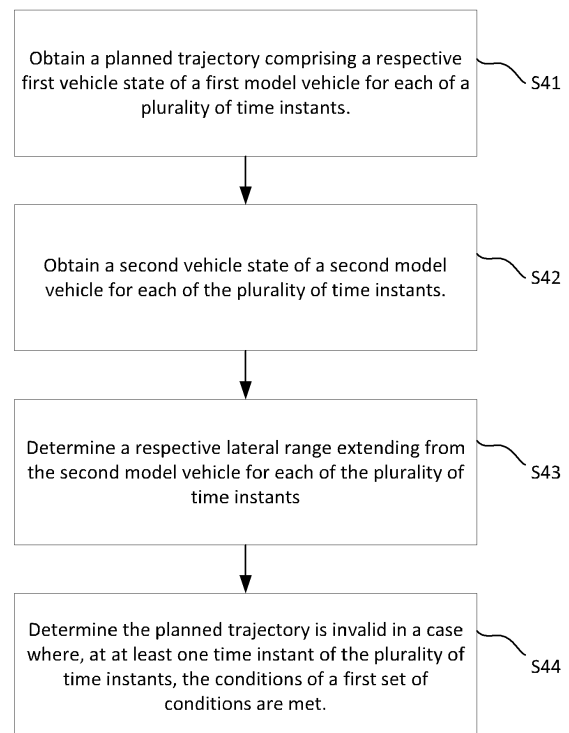 Obtain a planned trajectory comprising a respective
first vehicle state of a first model vehicle for each of a
plurality of time instants.
S41
Obtain a second vehicle state of a second model
vehicle for each of the plurality of time instants.
S42
Determine a respective lateral range extending from
the second model vehicle for each of the plurality of
time instants
S43
Determine the planned trajectory is invalid in a case
where, at at least one time instant of the plurality of
time instants, the conditions of a first set of
conditions are met.
S44